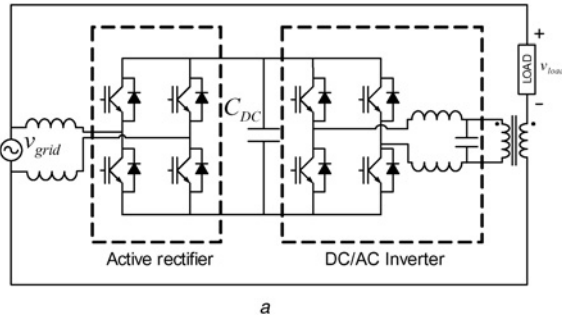 +
LOAD
v_load
-
C_DC
v_grid
Active rectifier
DC/AC Inverter
a